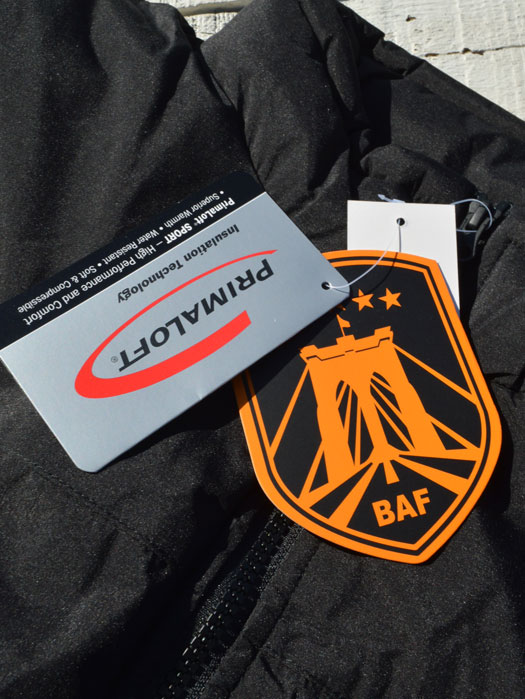 PRIMALOFT®
Insulation Technology
PrimaLoft® SPORT — High Performance and Comfort
• Superior Warmth • Water Resistant • Soft & Compressible
BAF